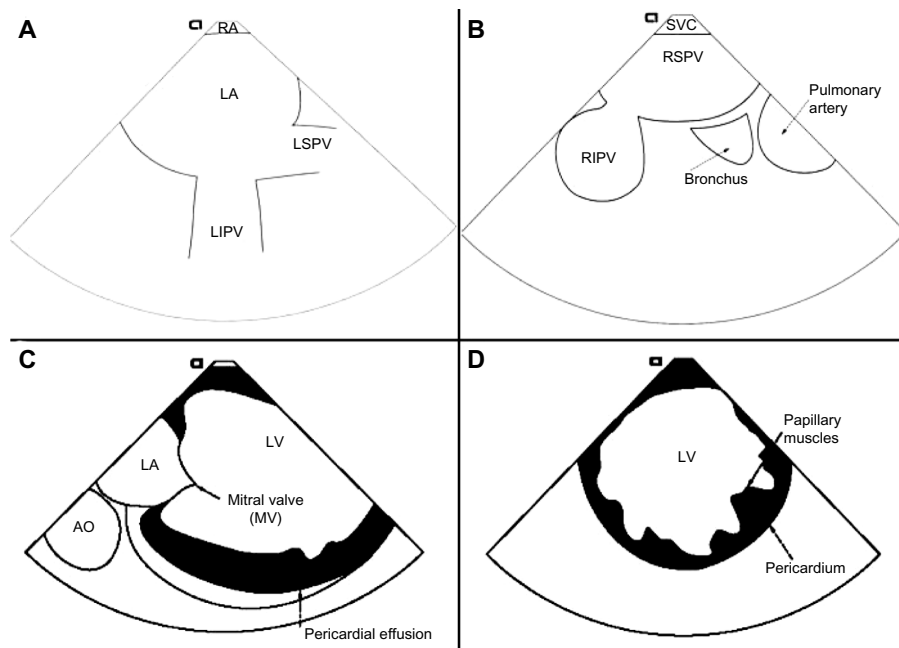 A
RA
LA
LSPV
LIPV
B
SVC
RSPV
Pulmonary
artery
RIPV
Bronchus
C
LV
LA
Mitral valve
(MV)
AO
Pericardial effusion
D
Papillary
muscles
LV
Pericardium